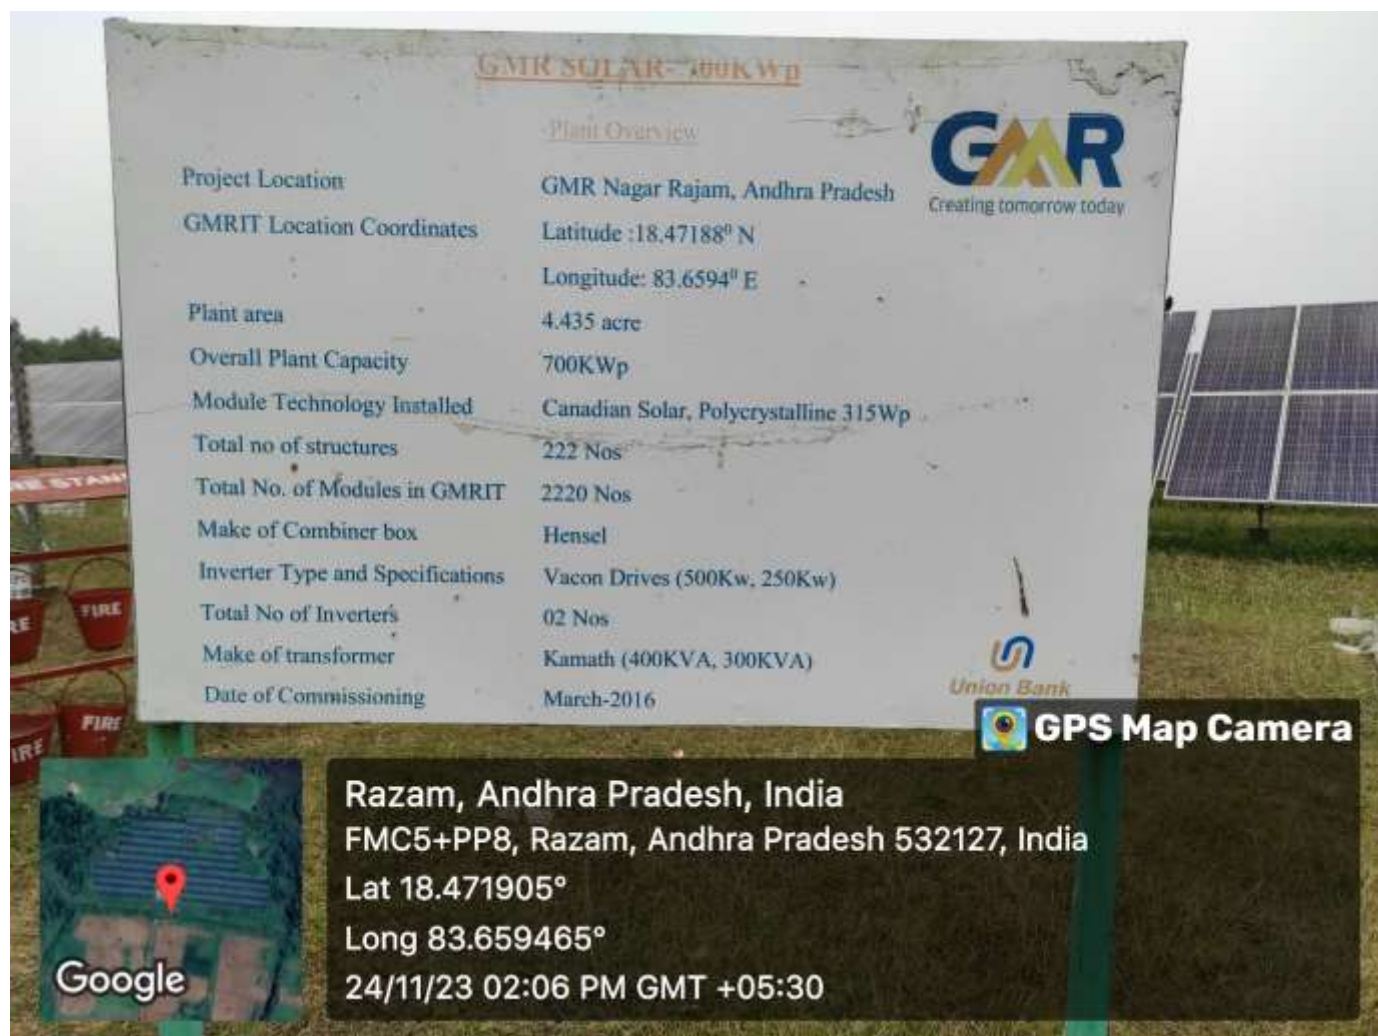 GMR SOLAR- 700KWp
Plant Overview
GMR
Creating tomorrow today
Project Location GMR Nagar Rajam, Andhra Pradesh
GMRIT Location Coordinates Latitude :18.47188⁰ N
Longitude: 83.6594⁰ E
Plant area 4.435 acre
Overall Plant Capacity 700KWp
Module Technology Installed Canadian Solar, Polycrystalline 315Wp
Total no of structures 222 Nos
Total No. of Modules in GMRIT 2220 Nos
Make of Combiner box Hensel
Inverter Type and Specifications Vacon Drives (500Kw, 250Kw)
Total No of Inverters 02 Nos
Make of transformer Kamath (400KVA, 300KVA)
Date of Commissioning March-2016
Union Bank
FIRE
FIRE
GPS Map Camera
Google
Razam, Andhra Pradesh, India
FMC5+PP8, Razam, Andhra Pradesh 532127, India
Lat 18.471905°
Long 83.659465°
24/11/23 02:06 PM GMT +05:30